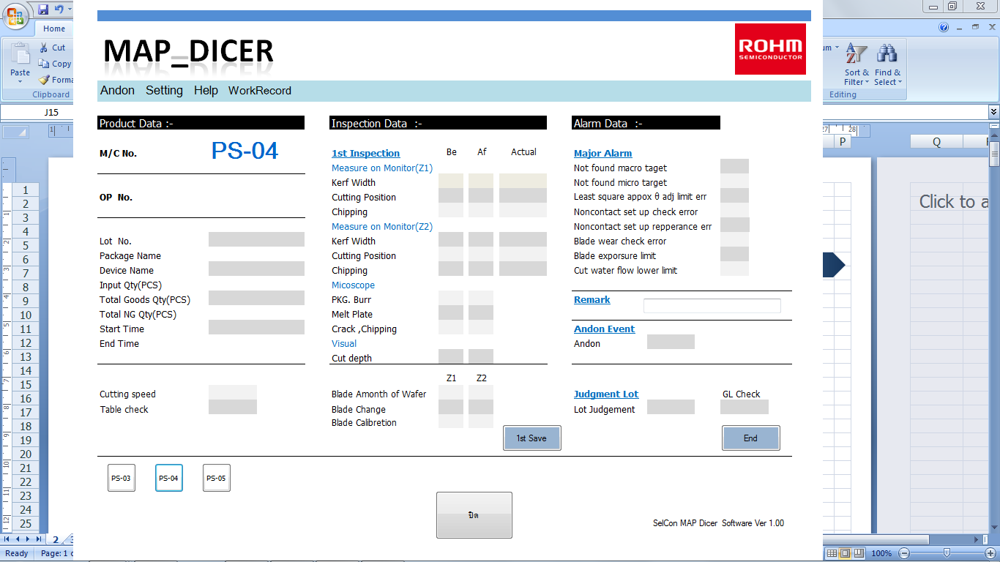 Home
Cut
Copy
Forma
Paste
Clipboard
J15
MAP_DICER
ROHM
SEMICONDUCTOR
Andon Setting Help WorkRecord
um
Sort & Filter
Find & Select
Editing
Product Data :-
M/C No. PS-04
OP No.
Lot No.
Package Name
Device Name
Input Qty(PCS)
Total Goods Qty(PCS)
Total NG Qty(PCS)
Start Time
End Time
Cutting speed
Table check
Inspection Data :-
1st Inspection Be Af Actual
Measure on Monitor(Z1)
Kerf Width
Cutting Position
Chipping
Measure on Monitor(Z2)
Kerf Width
Cutting Position
Chipping
Micoscope
PKG. Burr
Melt Plate
Crack ,Chipping
Visual
Cut depth
Z1 Z2
Blade Amonth of Wafer
Blade Change
Blade Calibretion
1st Save
Alarm Data :-
Major Alarm
Not found macro taget
Not found micro target
Least square appox θ adj limit err
Noncontact set up check error
Noncontact set up repperance err
Blade wear check error
Blade exporsure limit
Cut water flow lower limit
Remark
Andon Event
Andon
Judgment Lot GL Check
Lot Judgement
End
PS-03 PS-04 PS-05
ปิด
SelCon MAP Dicer Software Ver 1.00
27 28
P Q
Click to a
1
2
3
4
5
6
7
8
9
10
11
12
13
14
15
16
17
18
19
20
21
22
23
24
25
2
Ready Page: 1 o
100%